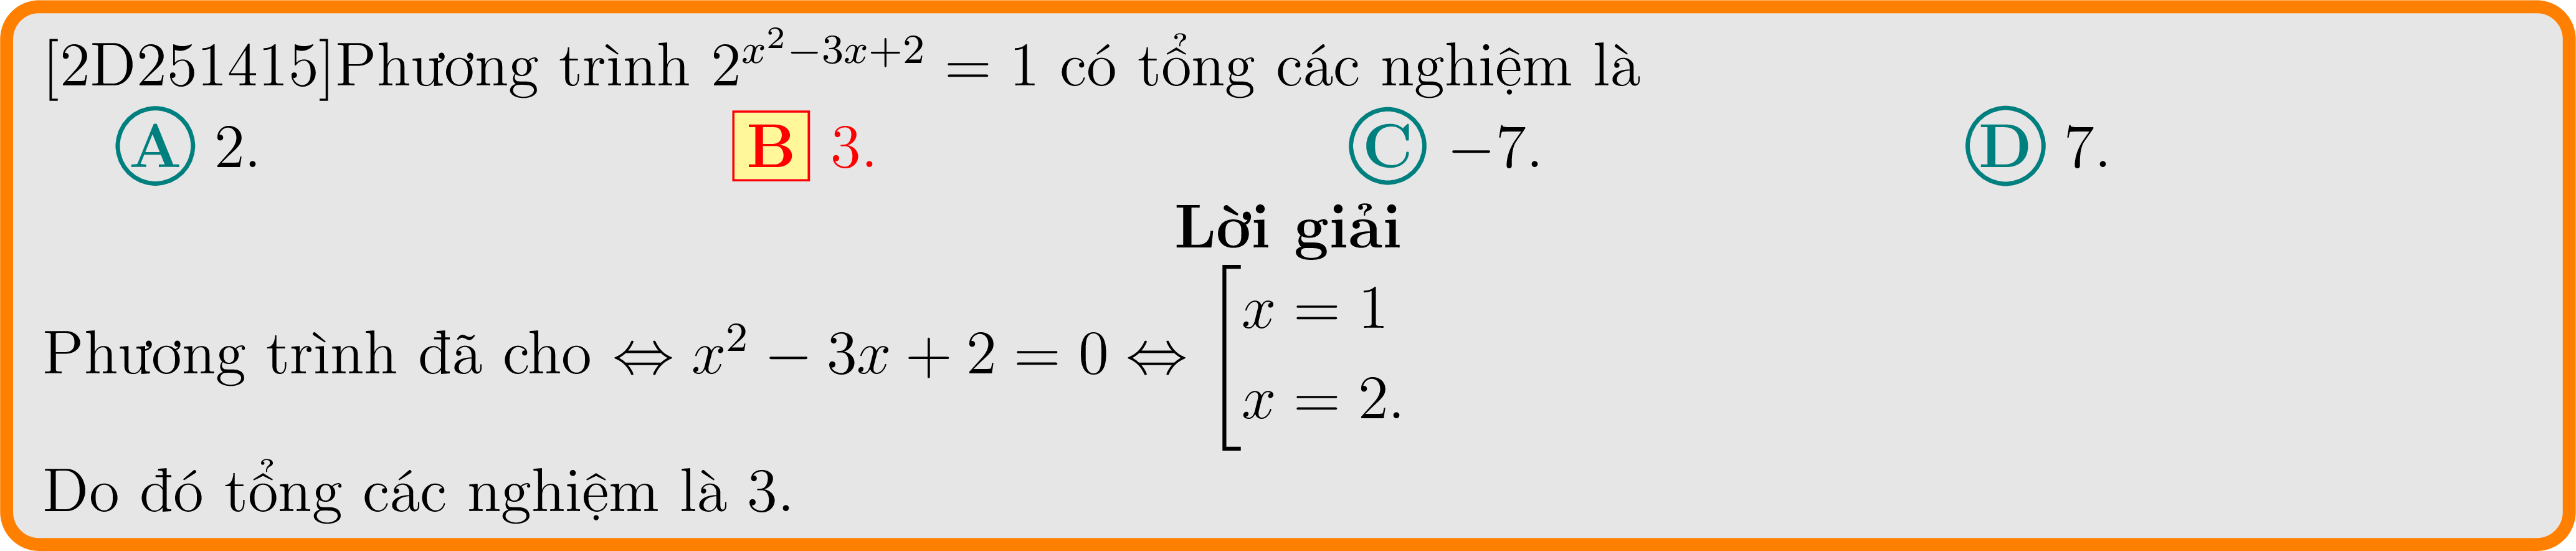 [2D251415]Phương trình $2^{x^2-3x+2} = 1$ có tổng các nghiệm là
A 2. B 3. C −7. D 7.
Lời giải
Phương trình đã cho $\Leftrightarrow x^2 - 3x + 2 = 0 \Leftrightarrow \left[\begin{array}{l} x = 1 \\ x = 2. \end{array}\right.$
Do đó tổng các nghiệm là 3.